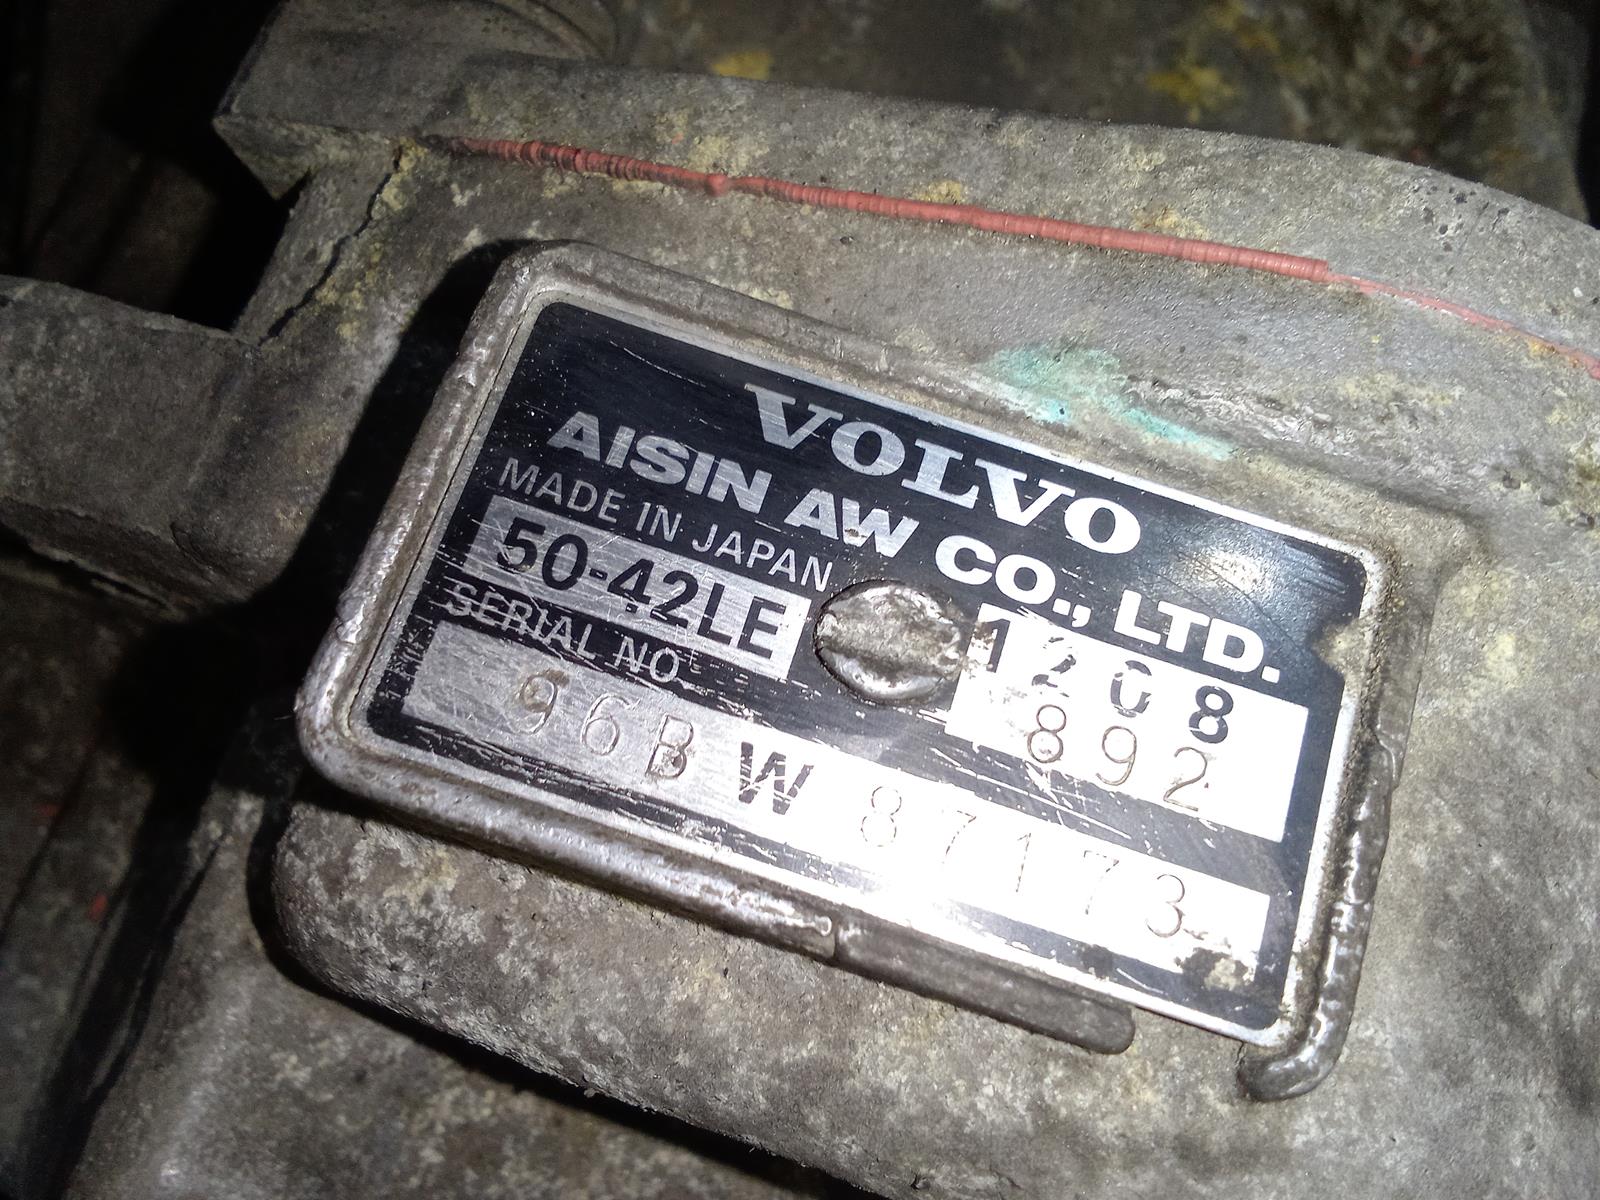 VOLVO
AISIN AW CO., LTD.
MADE IN JAPAN
50-42LE
1208
892
SERIAL NO
96BW87173